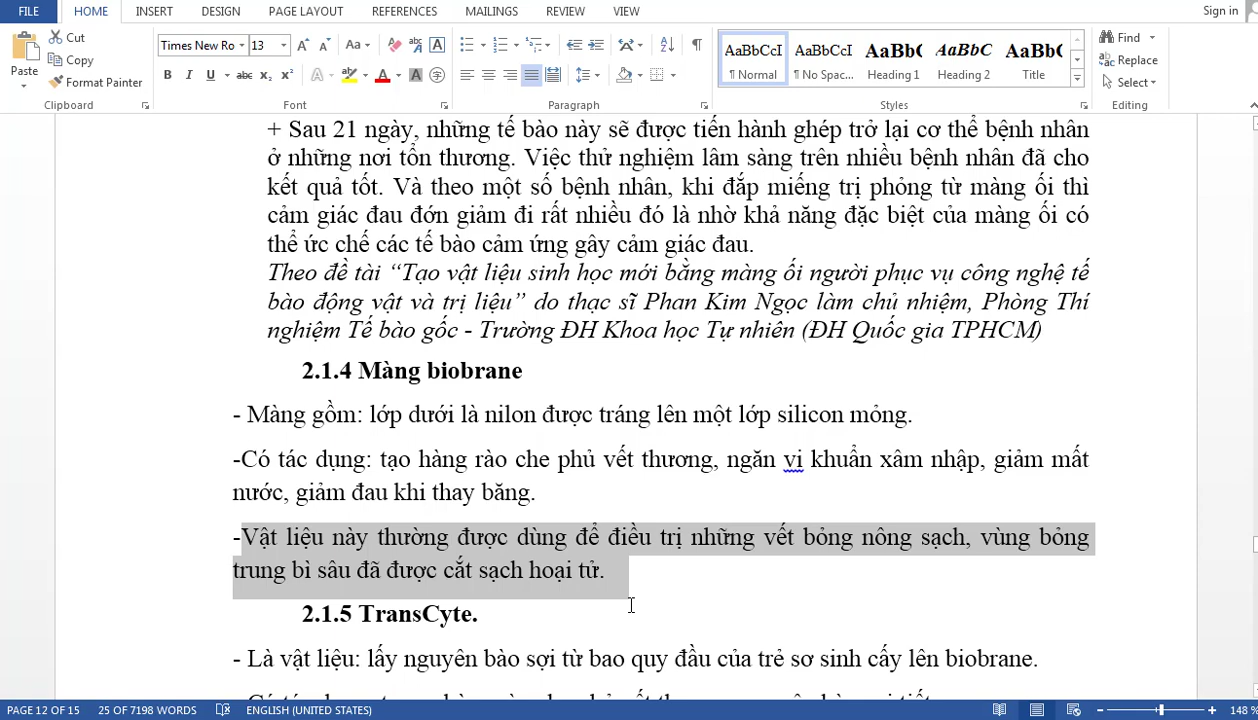 FILE HOME INSERT DESIGN PAGE LAYOUT REFERENCES MAILINGS REVIEW VIEW Sign in
Paste Cut Copy Format Painter
Clipboard
Times New Ro 13
Font
Paragraph
AaBbCcI AaBbCcI AaBb( AaBbC AaBb(
¶ Normal ¶ No Spac... Heading 1 Heading 2 Title
Styles
Find Replace Select
Editing
+ Sau 21 ngày, những tế bào này sẽ được tiến hành ghép trở lại cơ thể bệnh nhân
ở những nơi tổn thương. Việc thử nghiệm lâm sàng trên nhiều bệnh nhân đã cho
kết quả tốt. Và theo một số bệnh nhân, khi đắp miếng trị phỏng từ màng ối thì
cảm giác đau đớn giảm đi rất nhiều đó là nhờ khả năng đặc biệt của màng ối có
thể ức chế các tế bào cảm ứng gây cảm giác đau.
Theo đề tài “Tạo vật liệu sinh học mới bằng màng ối người phục vụ công nghệ tế
bào động vật và trị liệu” do thạc sĩ Phan Kim Ngọc làm chủ nhiệm, Phòng Thí
nghiệm Tế bào gốc - Trường ĐH Khoa học Tự nhiên (ĐH Quốc gia TPHCM)
2.1.4 Màng biobrane
- Màng gồm: lớp dưới là nilon được tráng lên một lớp silicon mỏng.
-Có tác dụng: tạo hàng rào che phủ vết thương, ngăn vi khuẩn xâm nhập, giảm mất
nước, giảm đau khi thay băng.
-Vật liệu này thường được dùng để điều trị những vết bỏng nông sạch, vùng bỏng
trung bì sâu đã được cắt sạch hoại tử.
2.1.5 TransCyte.
- Là vật liệu: lấy nguyên bào sợi từ bao quy đầu của trẻ sơ sinh cấy lên biobrane.
PAGE 12 OF 15 25 OF 7198 WORDS ENGLISH (UNITED STATES) 148 %